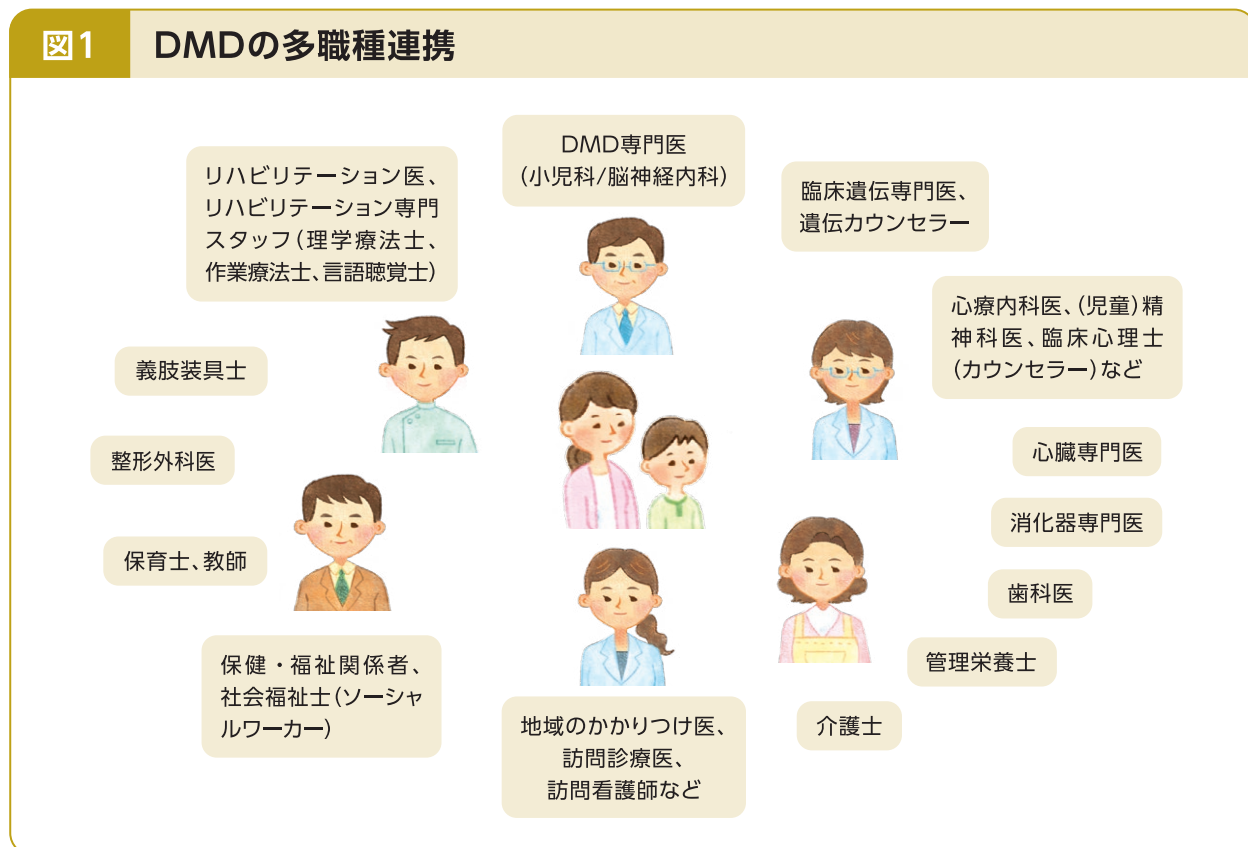 図1
DMDの多職種連携
DMD専門医
(小児科/脳神経内科)
リハビリテーション医、
リハビリテーション専門
スタッフ(理学療法士、
作業療法士、言語聴覚士)
臨床遺伝専門医、
遺伝カウンセラー
心療内科医、(児童)精
神科医、臨床心理士
(カウンセラー)など
義肢装具士
心臓専門医
整形外科医
消化器専門医
保育士、教師
歯科医
管理栄養士
保健・福祉関係者、
社会福祉士(ソーシャ
ルワーカー)
地域のかかりつけ医、
訪問診療医、
訪問看護師など
介護士